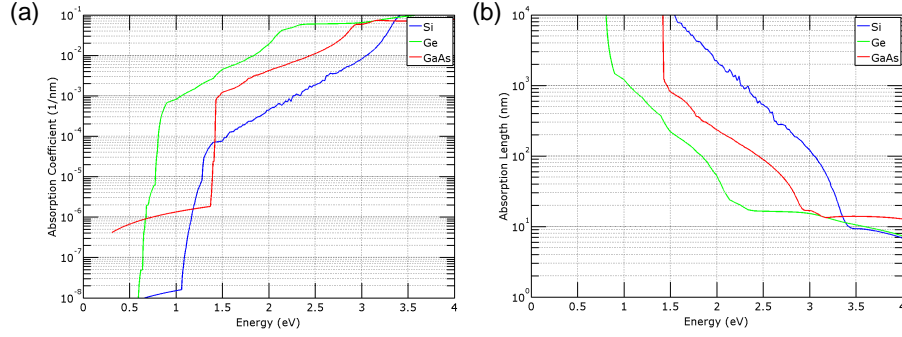 (a)
10^-1
10^-2
10^-3
10^-4
10^-5
10^-6
10^-7
10^-8
Absorption Coefficient (1/nm)
0 0.5 1 1.5 2 2.5 3 3.5 4
Energy (eV)
Si
Ge
GaAs
(b)
10^4
10^3
10^2
10^1
10^0
Absorption Length (nm)
0 0.5 1 1.5 2 2.5 3 3.5 4
Energy (eV)
Si
Ge
GaAs